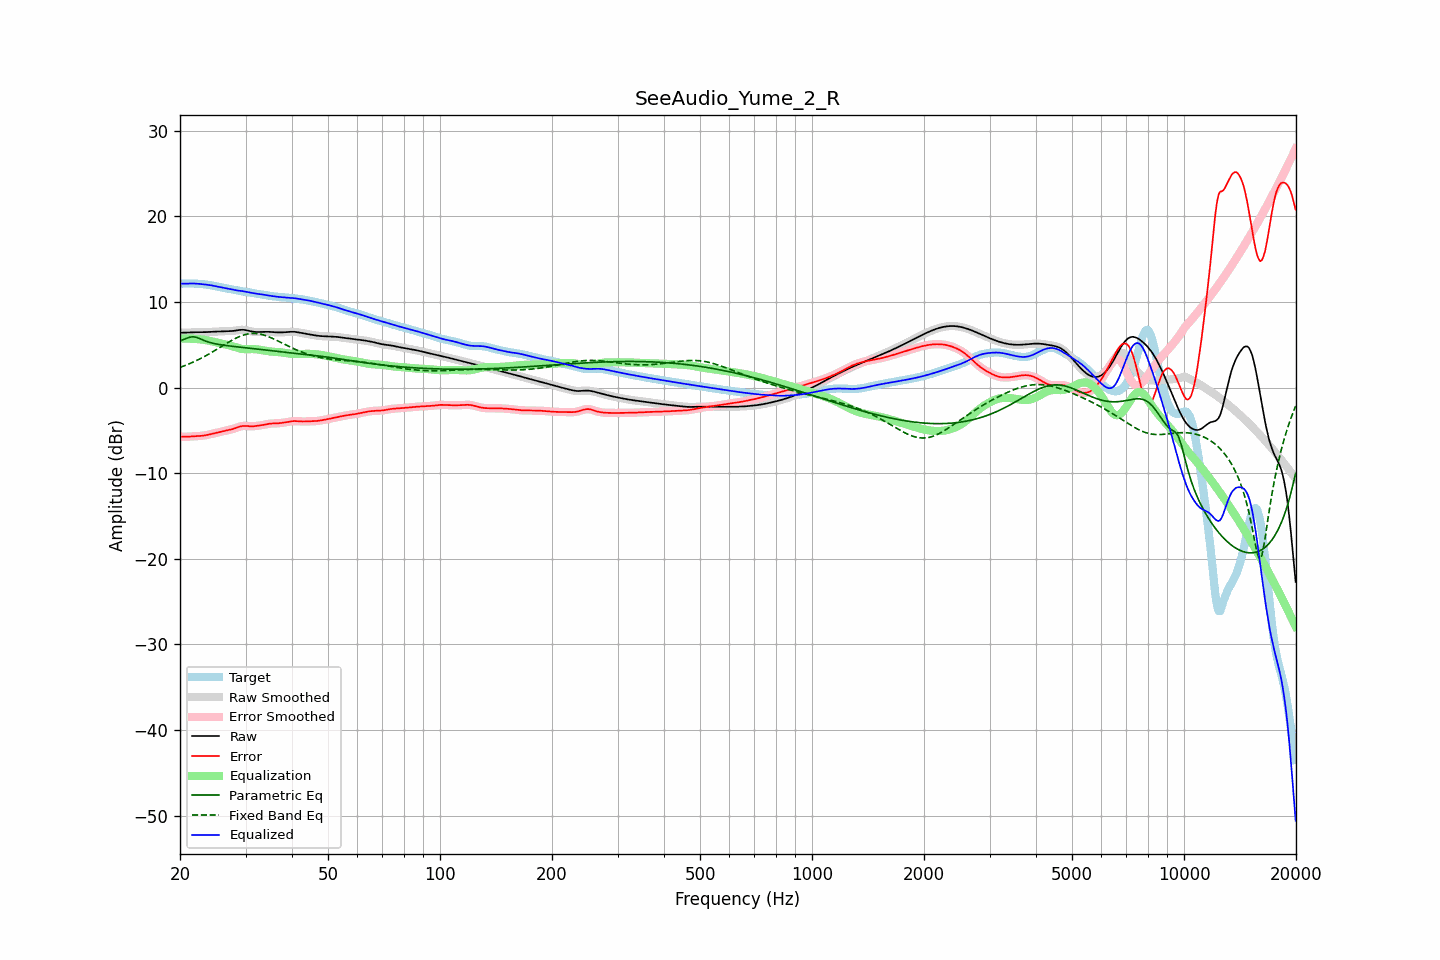 SeeAudio_Yume_2_R
Amplitude (dBr)
30
20
10
0
−10
−20
−30
−40
−50
Target
Raw Smoothed
Error Smoothed
Raw
Error
Equalization
Parametric Eq
Fixed Band Eq
Equalized
20
50
100
200
500
1000
2000
5000
10000
20000
Frequency (Hz)